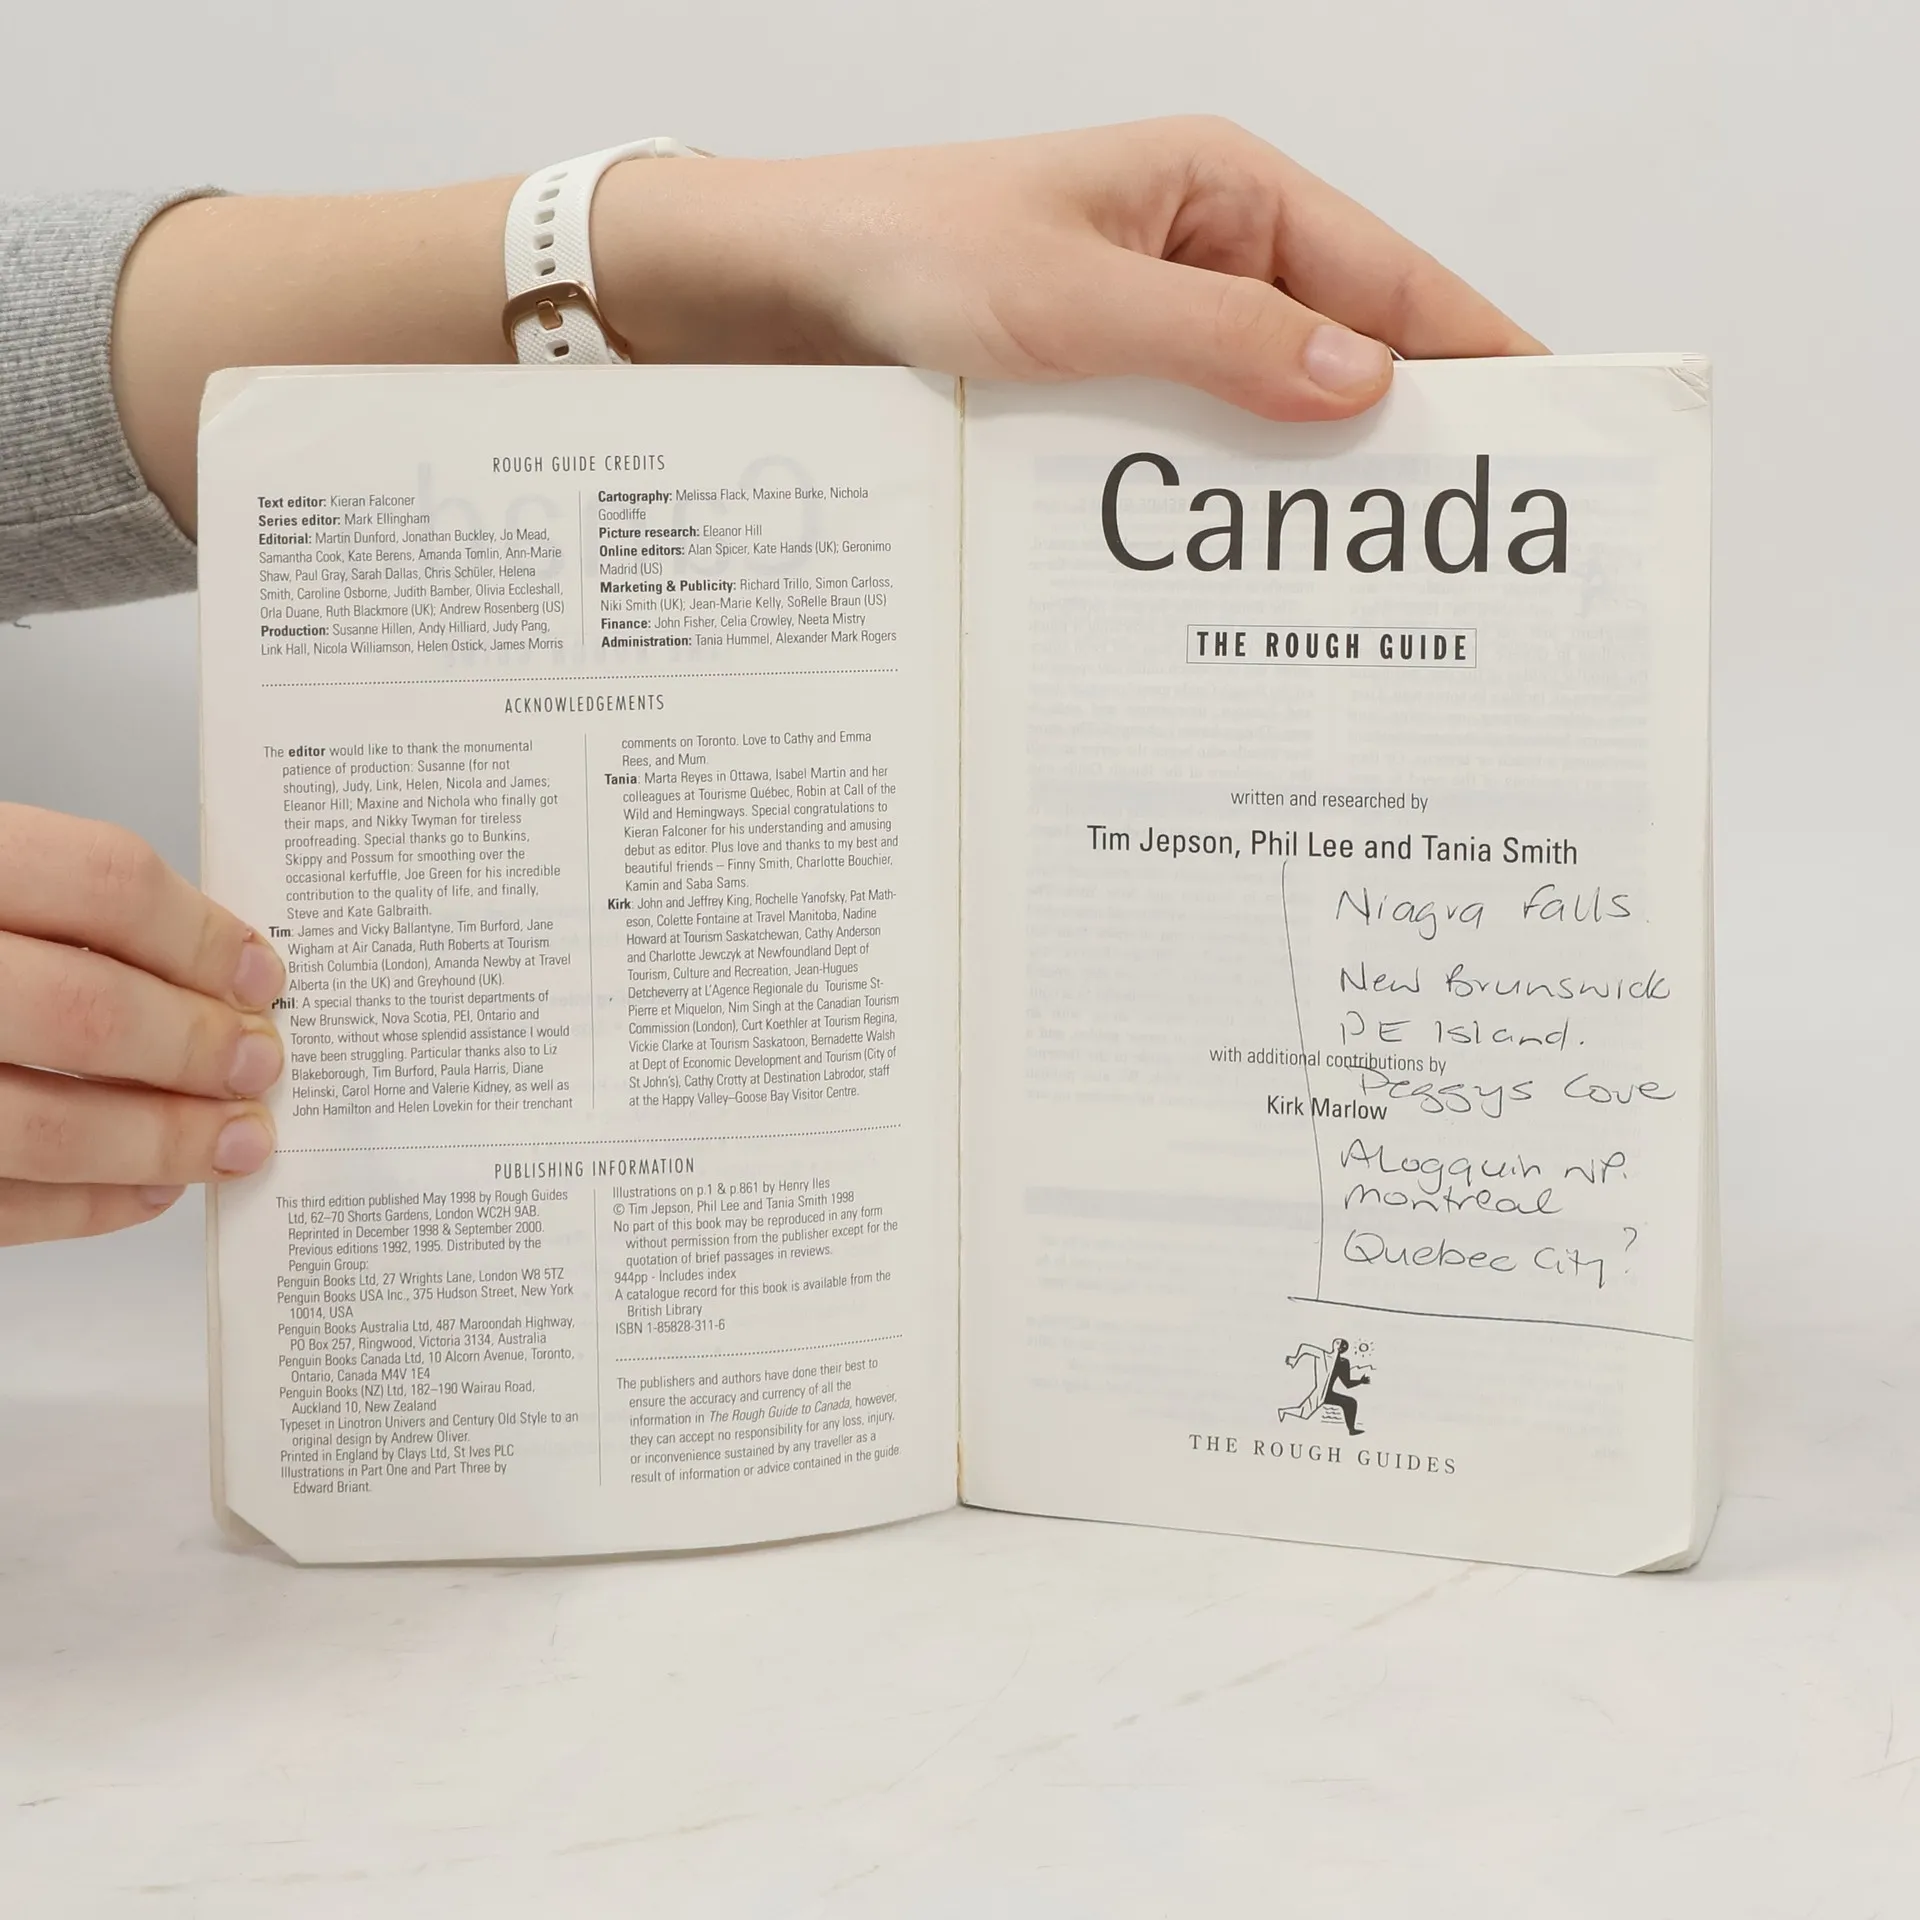 ROUGH GUIDE CREDITS
Text editor: Kieran Falconer
Series editor: Mark Ellingham
Editorial: Martin Dunford, Jonathan Buckley, Jo Mead,
Samantha Cook, Kate Berens, Amanda Tomlin, Ann-Marie
Shaw, Paul Gray, Sarah Dallas, Chris Schüler, Helena
Smith, Caroline Osborne, Judith Bamber, Olivia Eccleshall,
Orla Duane, Ruth Blackmore (UK); Andrew Rosenberg (US)
Production: Susanne Hillen, Andy Hilliard, Judy Pang,
Link Hall, Nicola Williamson, Helen Ostick, James Morris
Cartography: Melissa Flack, Maxine Burke, Nichola
Goodliffe
Picture research: Eleanor Hill
Online editors: Alan Spicer, Kate Hands (UK); Geronimo
Madrid (US)
Marketing & Publicity: Richard Trillo, Simon Carloss,
Niki Smith (UK); Jean-Marie Kelly, SoRelle Braun (US)
Finance: John Fisher, Celia Crowley, Neeta Mistry
Administration: Tania Hummel, Alexander Mark Rogers
ACKNOWLEDGEMENTS
The editor would like to thank the monumental
patience of production: Susanne (for not
shouting), Judy, Link, Helen, Nicola and James;
Eleanor Hill; Maxine and Nichola who finally got
their maps, and Nikky Twyman for tireless
proofreading. Special thanks go to Bunkins,
Skippy and Possum for smoothing over the
occasional kerfuffle, Joe Green for his incredible
contribution to the quality of life, and finally,
Steve and Kate Galbraith.
Tim: James and Vicky Ballantyne, Tim Burford, Jane
Wigham at Air Canada, Ruth Roberts at Tourism
British Columbia (London), Amanda Newby at Travel
Alberta (in the UK) and Greyhound (UK).
Phil: A special thanks to the tourist departments of
New Brunswick, Nova Scotia, PEI, Ontario and
Toronto, without whose splendid assistance I would
have been struggling. Particular thanks also to Liz
Blakeborough, Tim Burford, Paula Harris, Diane
Helinski, Carol Horne and Valerie Kidney, as well as
John Hamilton and Helen Lovekin for their trenchant
comments on Toronto. Love to Cathy and Emma
Rees, and Mum.
Tania: Marta Reyes in Ottawa, Isabel Martin and her
colleagues at Tourisme Québec, Robin at Call of the
Wild and Hemingways. Special congratulations to
Kieran Falconer for his understanding and amusing
debut as editor. Plus love and thanks to my best and
beautiful friends – Finny Smith, Charlotte Bouchier,
Kamin and Saba Sams.
Kirk: John and Jeffrey King, Rochelle Yanofsky, Pat Math-
eson, Colette Fontaine at Travel Manitoba, Nadine
Howard at Tourism Saskatchewan, Cathy Anderson
and Charlotte Jewczyk at Newfoundland Dept of
Tourism, Culture and Recreation, Jean-Hugues
Detcheverry at L'Agence Regionale du Tourisme St-
Pierre et Miquelon, Nim Singh at the Canadian Tourism
Commission (London), Curt Koethler at Tourism Regina,
Vickie Clarke at Tourism Saskatoon, Bernadette Walsh
at Dept of Economic Development and Tourism (City of
St John's), Cathy Crotty at Destination Labrodor, staff
at the Happy Valley–Goose Bay Visitor Centre.
PUBLISHING INFORMATION
This third edition published May 1998 by Rough Guides
Ltd, 62–70 Shorts Gardens, London WC2H 9AB.
Reprinted in December 1998 & September 2000.
Previous editions 1992, 1995. Distributed by the
Penguin Group:
Penguin Books Ltd, 27 Wrights Lane, London W8 5TZ
Penguin Books USA Inc., 375 Hudson Street, New York
10014, USA
Penguin Books Australia Ltd, 487 Maroondah Highway,
PO Box 257, Ringwood, Victoria 3134, Australia
Penguin Books Canada Ltd, 10 Alcorn Avenue, Toronto,
Ontario, Canada M4V 1E4
Penguin Books (NZ) Ltd, 182–190 Wairau Road,
Auckland 10, New Zealand
Typeset in Linotron Univers and Century Old Style to an
original design by Andrew Oliver.
Printed in England by Clays Ltd, St Ives PLC
Illustrations in Part One and Part Three by
Edward Briant.
Illustrations on p.1 & p.861 by Henry Iles
© Tim Jepson, Phil Lee and Tania Smith 1998
No part of this book may be reproduced in any form
without permission from the publisher except for the
quotation of brief passages in reviews.
944pp - Includes index
A catalogue record for this book is available from the
British Library
ISBN 1-85828-311-6
The publishers and authors have done their best to
ensure the accuracy and currency of all the
information in The Rough Guide to Canada, however,
they can accept no responsibility for any loss, injury,
or inconvenience sustained by any traveller as a
result of information or advice contained in the guide.
Canada
THE ROUGH GUIDE
written and researched by
Tim Jepson, Phil Lee and Tania Smith
Niagra Falls.
New Brunswick
PE Island.
with additional contributions by
Peggys Cove
Kirk Marlow
ALogquin NP.
Montreal
Quebec City?
THE ROUGH GUIDES